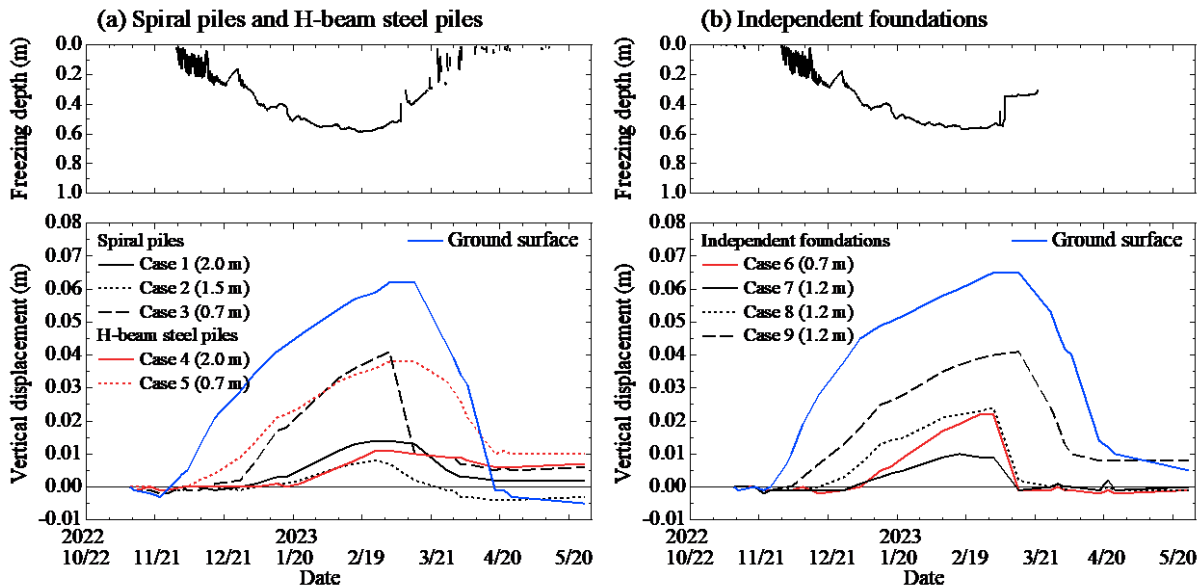 (a) Spiral piles and H-beam steel piles
Freezing depth (m)
0.0
0.2
0.4
0.6
0.8
1.0
Vertical displacement (m)
0.08
0.07
0.06
0.05
0.04
0.03
0.02
0.01
0.00
-0.01
Spiral piles
Case 1 (2.0 m)
Case 2 (1.5 m)
Case 3 (0.7 m)
H-beam steel piles
Case 4 (2.0 m)
Case 5 (0.7 m)
Ground surface
2022 2023
10/22 11/21 12/21 1/20 2/19 3/21 4/20 5/20
Date
(b) Independent foundations
Freezing depth (m)
0.0
0.2
0.4
0.6
0.8
1.0
Vertical displacement (m)
0.08
0.07
0.06
0.05
0.04
0.03
0.02
0.01
0.00
-0.01
Independent foundations
Case 6 (0.7 m)
Case 7 (1.2 m)
Case 8 (1.2 m)
Case 9 (1.2 m)
Ground surface
2022 2023
10/22 11/21 12/21 1/20 2/19 3/21 4/20 5/20
Date